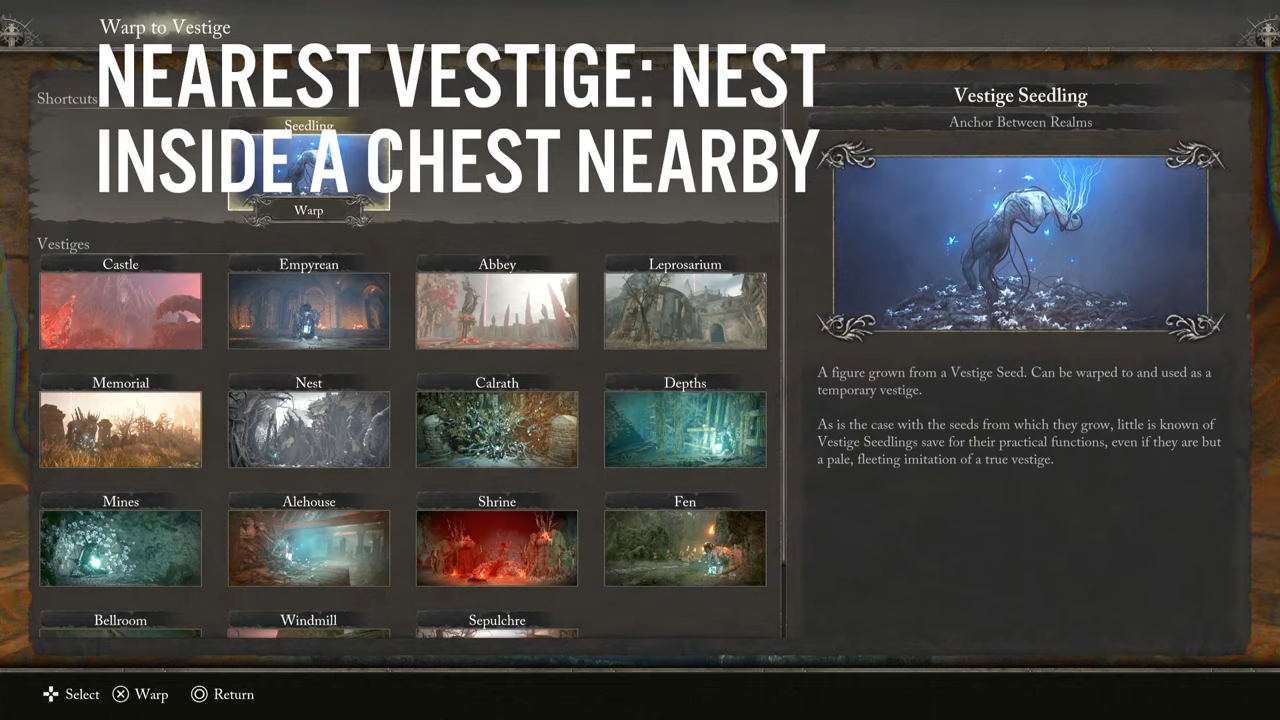 Warp to Vestige
NEAREST VESTIGE: NEST
INSIDE A CHEST NEARBY
Shortcuts
Seedling
Warp
Vestiges
Castle
Empyrean
Abbey
Leprosarium
Memorial
Nest
Calrath
Depths
Mines
Alehouse
Shrine
Fen
Bellroom
Windmill
Sepulchre
Vestige Seedling
Anchor Between Realms
A figure grown from a Vestige Seed. Can be warped to and used as a
temporary vestige.
As is the case with the seeds from which they grow, little is known of
Vestige Seedlings save for their practical functions, even if they are but
a pale, fleeting imitation of a true vestige.
Select
Warp
Return